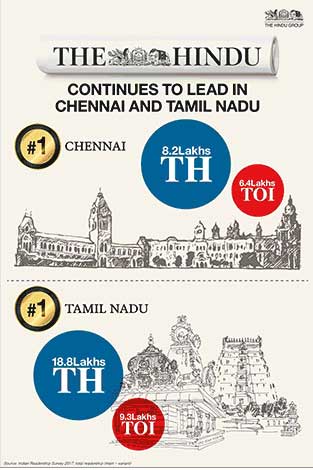 THE HINDU GROUP
THE HINDU
CONTINUES TO LEAD IN
CHENNAI AND TAMIL NADU
#1 CHENNAI
8.2Lakhs
TH
6.4Lakhs
TOI
#1 TAMIL NADU
18.8Lakhs
TH
9.3Lakhs
TOI
Source: Indian Readership Survey 2017, total readership (main + variant)